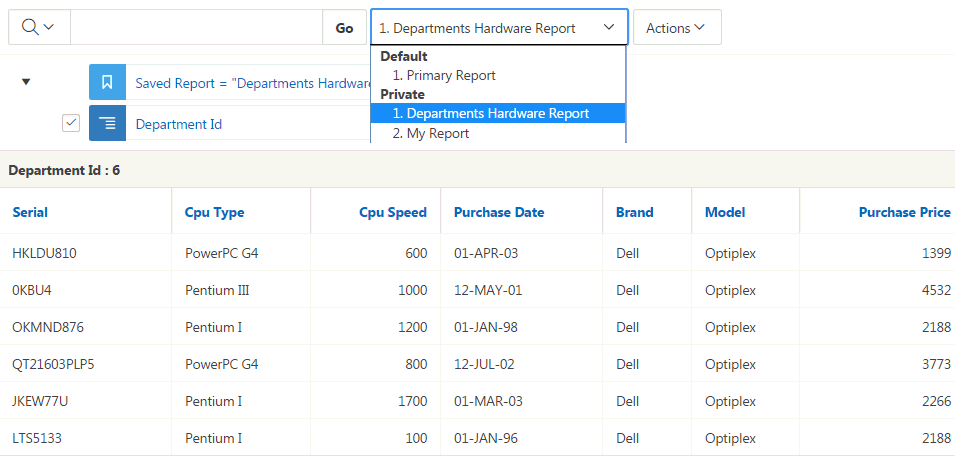 Go
1. Departments Hardware Report
Actions
Default
1. Primary Report
Private
1. Departments Hardware Report
2. My Report
Saved Report = "Departments Hardware
Department Id
Department Id : 6
Serial Cpu Type Cpu Speed Purchase Date Brand Model Purchase Price
HKLDU810 PowerPC G4 600 01-APR-03 Dell Optiplex 1399
0KBU4 Pentium III 1000 12-MAY-01 Dell Optiplex 4532
OKMND876 Pentium I 1200 01-JAN-98 Dell Optiplex 2188
QT21603PLP5 PowerPC G4 800 12-JUL-02 Dell Optiplex 3773
JKEW77U Pentium I 1700 01-MAR-03 Dell Optiplex 2266
LTS5133 Pentium I 100 01-JAN-96 Dell Optiplex 2188